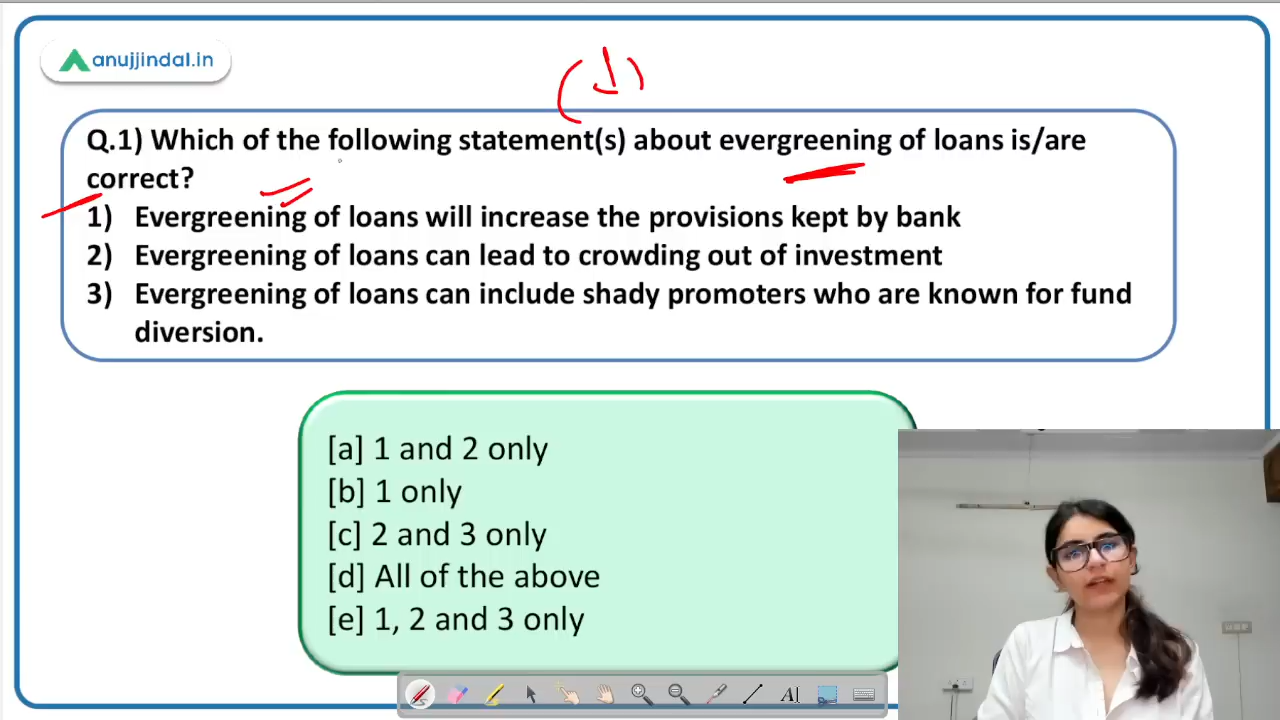 anujjindal.in
(d)
Q.1) Which of the following statement(s) about evergreening of loans is/are
correct?
1) Evergreening of loans will increase the provisions kept by bank
2) Evergreening of loans can lead to crowding out of investment
3) Evergreening of loans can include shady promoters who are known for fund
diversion.
[a] 1 and 2 only
[b] 1 only
[c] 2 and 3 only
[d] All of the above
[e] 1, 2 and 3 only